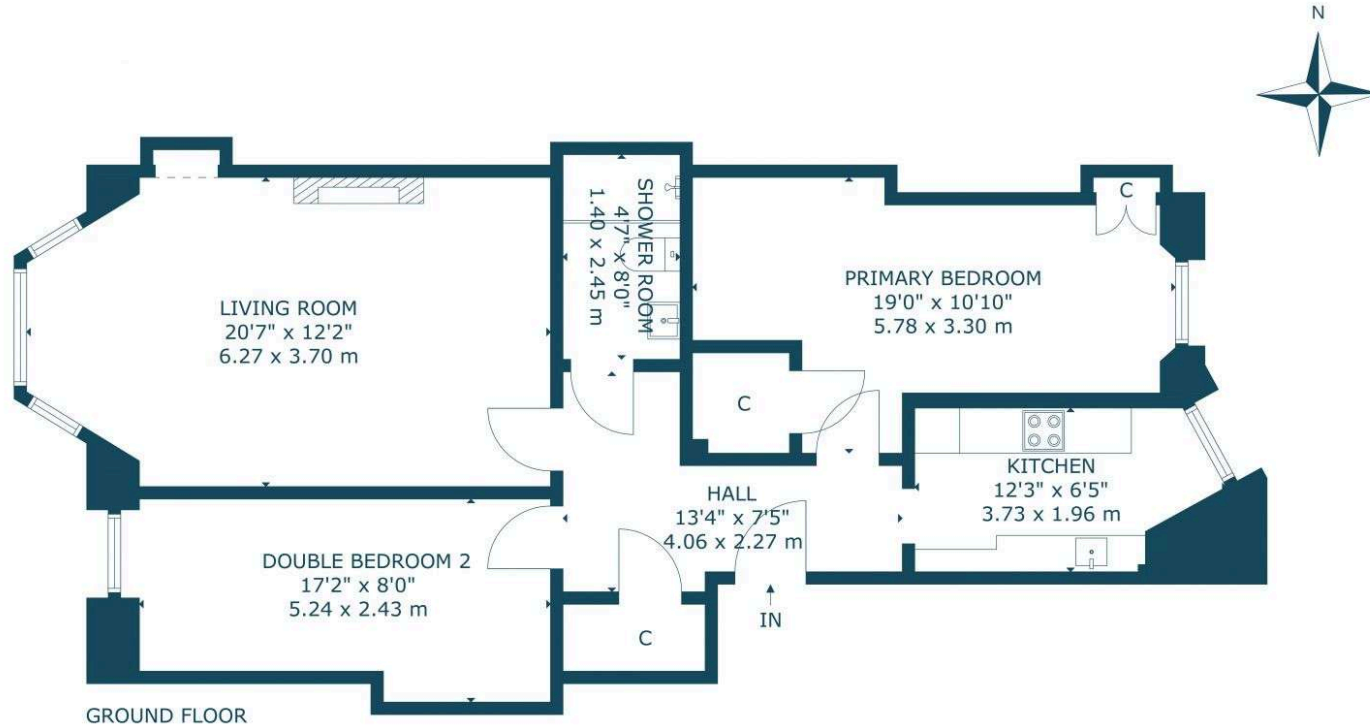 N
SHOWER ROOM
4'7" x 8'0"
1.40 x 2.45 m
C
PRIMARY BEDROOM
19'0" x 10'10"
5.78 x 3.30 m
LIVING ROOM
20'7" x 12'2"
6.27 x 3.70 m
C
KITCHEN
12'3" x 6'5"
3.73 x 1.96 m
HALL
13'4" x 7'5"
4.06 x 2.27 m
DOUBLE BEDROOM 2
17'2" x 8'0"
5.24 x 2.43 m
IN
C
GROUND FLOOR